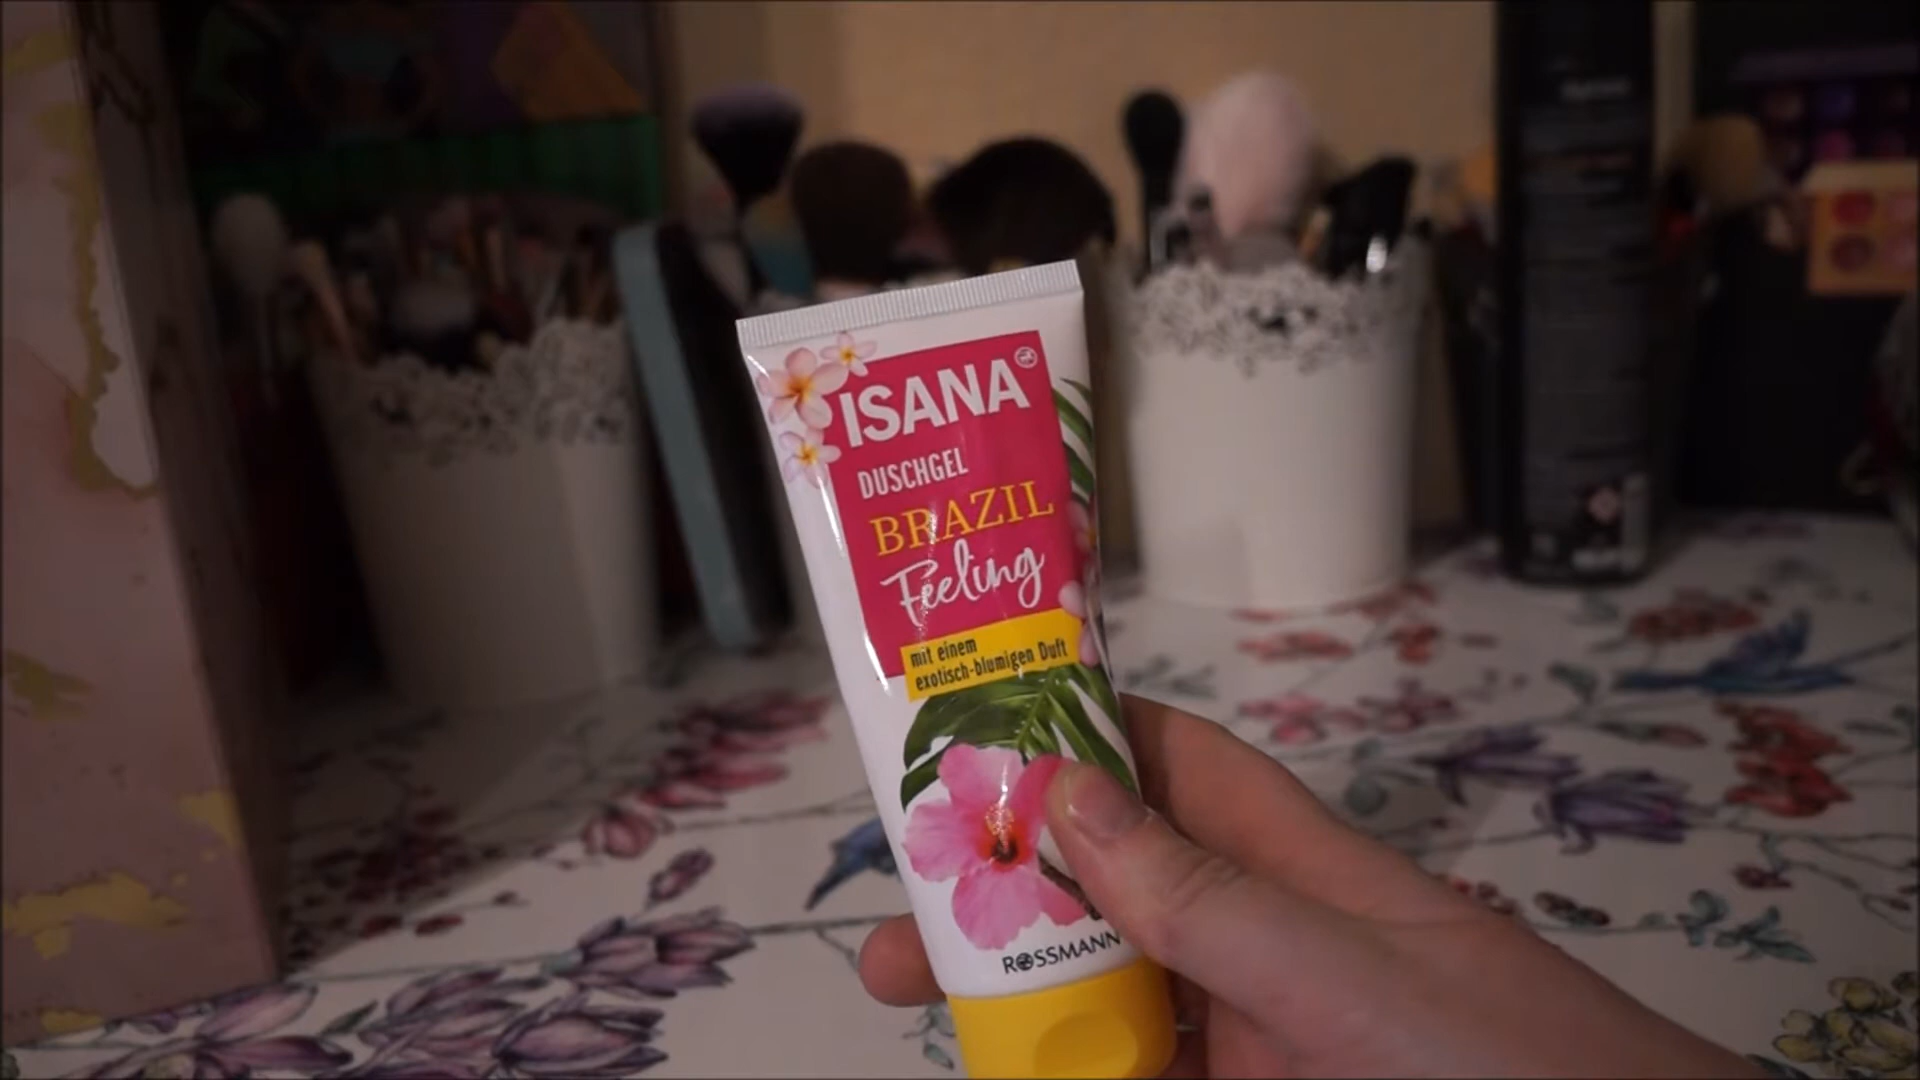 ISANA
DUSCHGEL
BRAZIL
Feeling
mit einem
exotisch-blumigen Duft
ROSSMANN